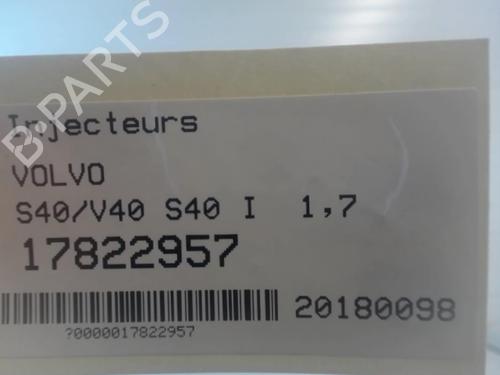 B-PARTS
Injecteurs
VOLVO
S40/V40 S40 I 1,7
17822957
20180098
?0000017822957